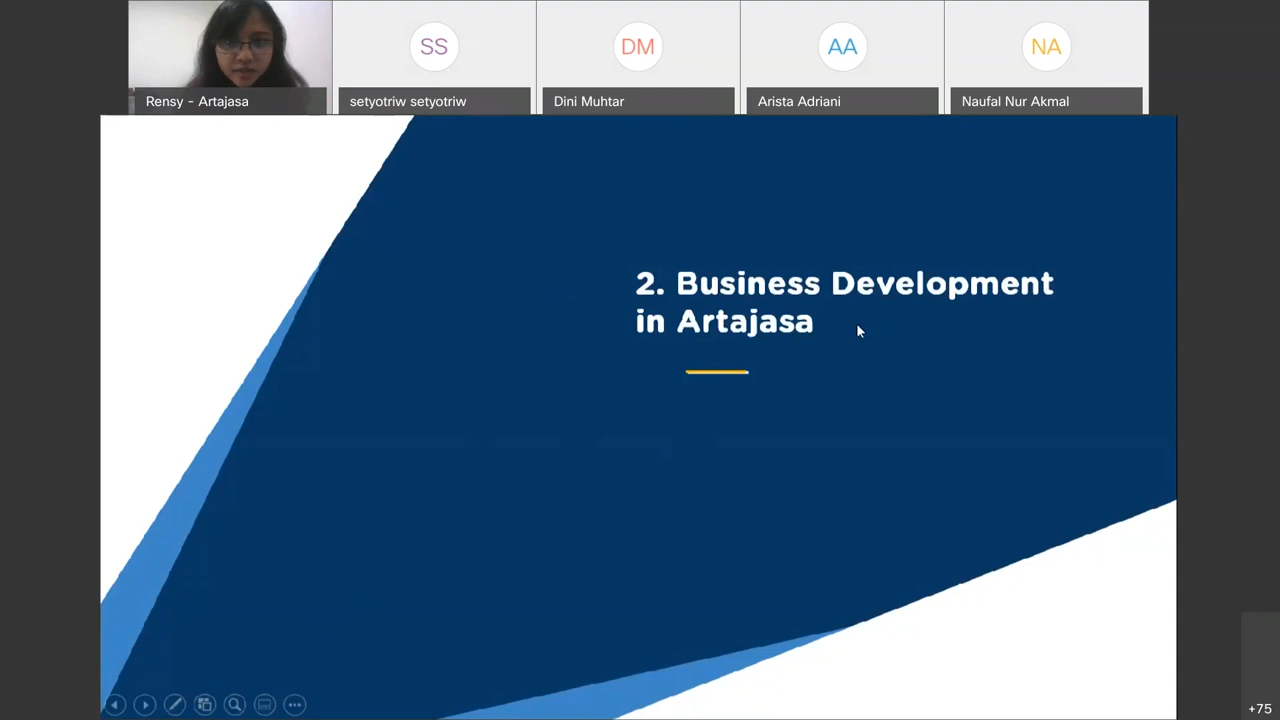 SS
DM
AA
NA
Rensy - Artajasa
setyotriw setyotriw
Dini Muhtar
Arista Adriani
Naufal Nur Akmal
2. Business Development
in Artajasa
+75